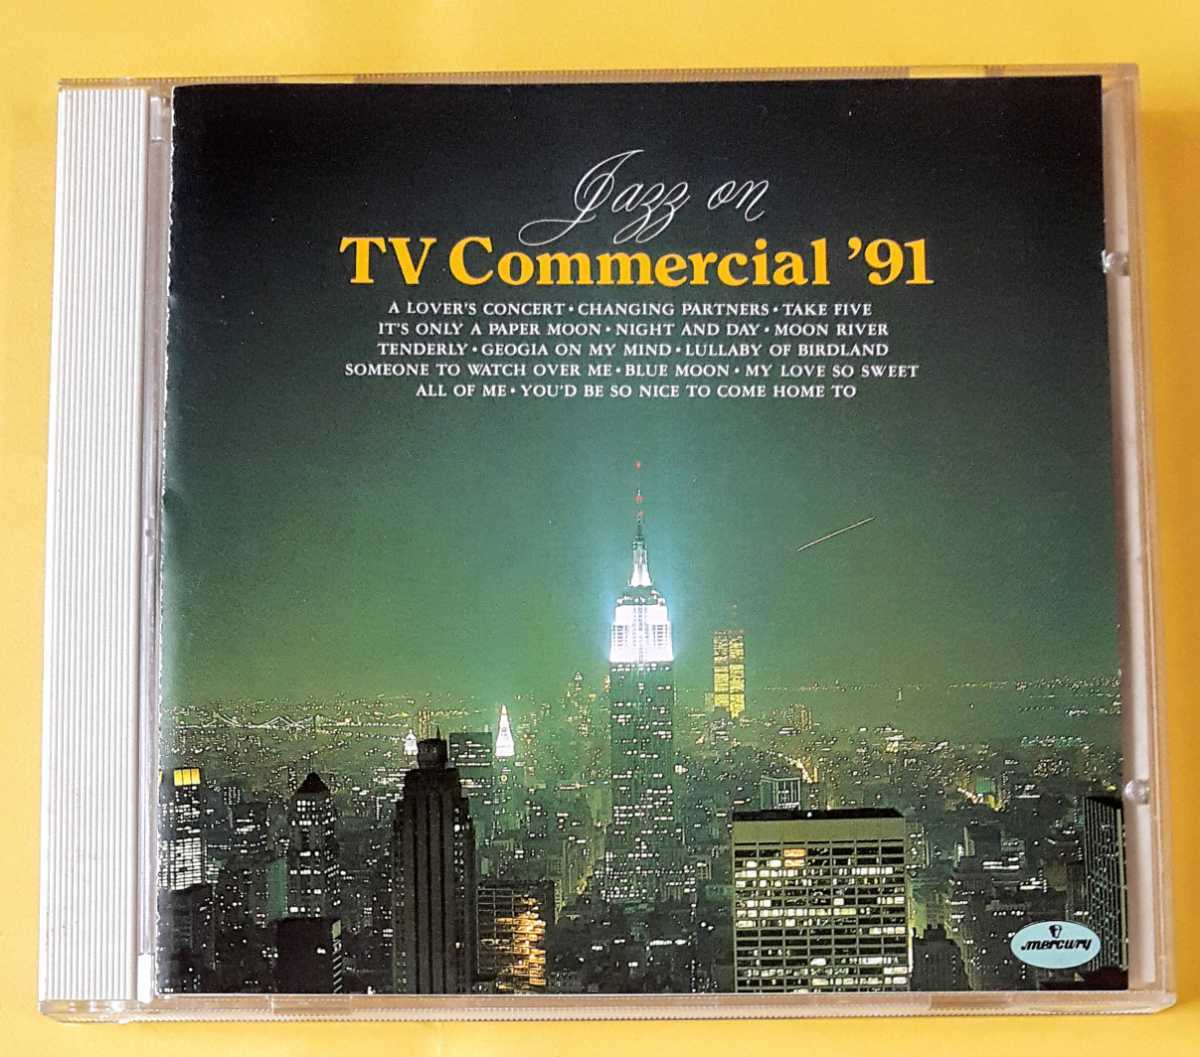 Jazz on
TV Commercial ’91
A LOVER'S CONCERT・CHANGING PARTNERS・TAKE FIVE
IT'S ONLY A PAPER MOON・NIGHT AND DAY・MOON RIVER
TENDERLY・GEOGIA ON MY MIND・LULLABY OF BIRDLAND
SOMEONE TO WATCH OVER ME・BLUE MOON・MY LOVE SO SWEET
ALL OF ME・YOU'D BE SO NICE TO COME HOME TO
mercury